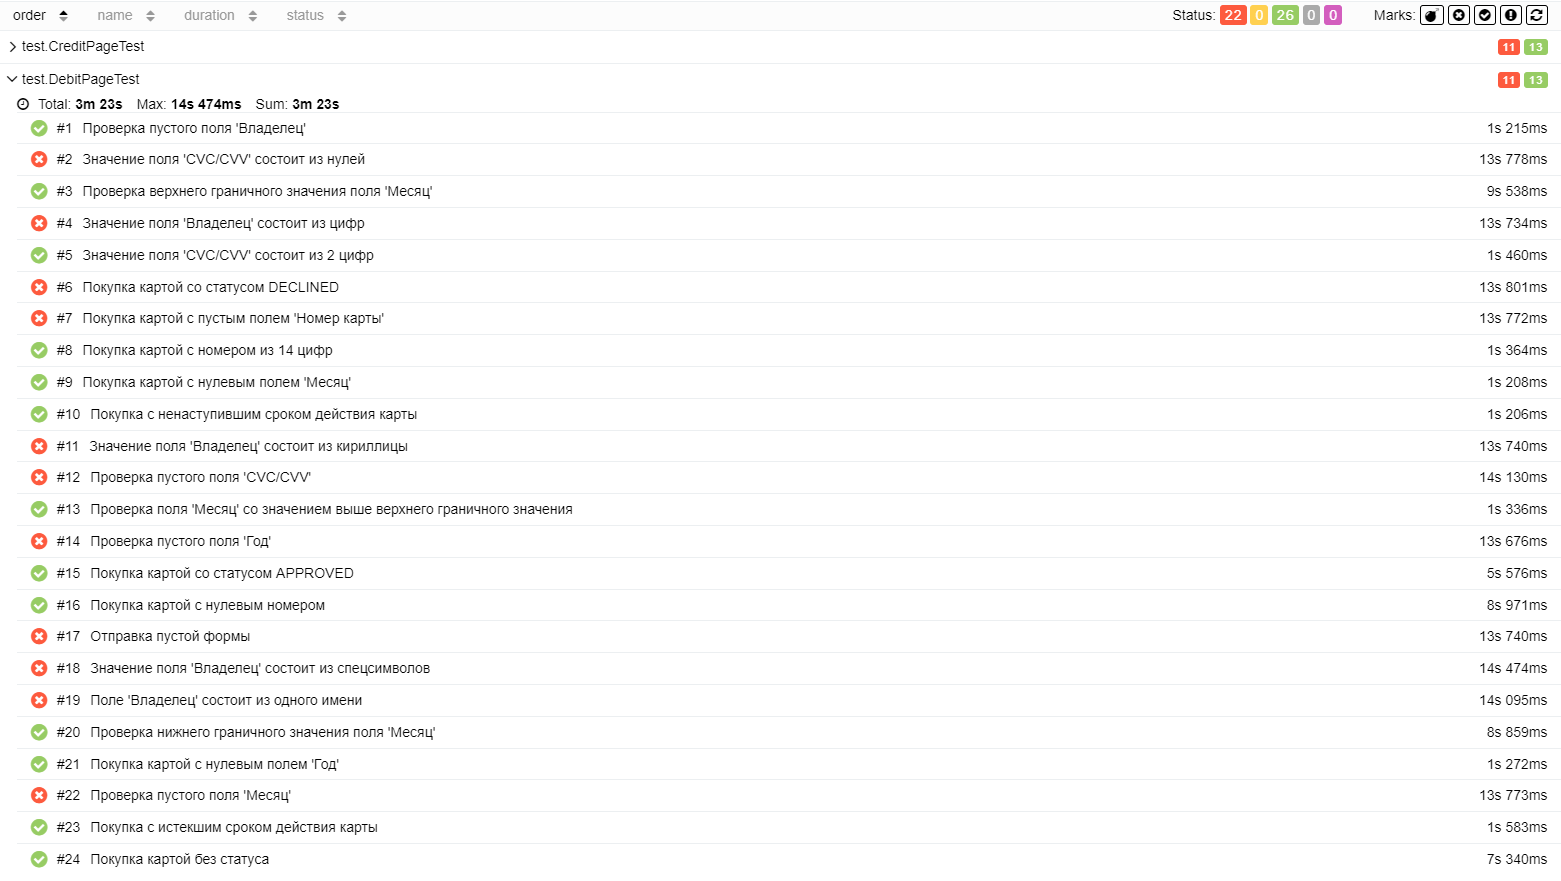 order name duration status Status: 22 0 26 0 0 Marks:
test.CreditPageTest 11 13
test.DebitPageTest 11 13
Total: 3m 23s Max: 14s 474ms Sum: 3m 23s
#1 Проверка пустого поля 'Владелец' 1s 215ms
#2 Значение поля 'CVC/CVV' состоит из нулей 13s 778ms
#3 Проверка верхнего граничного значения поля 'Месяц' 9s 538ms
#4 Значение поля 'Владелец' состоит из цифр 13s 734ms
#5 Значение поля 'CVC/CVV' состоит из 2 цифр 1s 460ms
#6 Покупка картой со статусом DECLINED 13s 801ms
#7 Покупка картой с пустым полем 'Номер карты' 13s 772ms
#8 Покупка картой с номером из 14 цифр 1s 364ms
#9 Покупка картой с нулевым полем 'Месяц' 1s 208ms
#10 Покупка с ненаступившим сроком действия карты 1s 206ms
#11 Значение поля 'Владелец' состоит из кириллицы 13s 740ms
#12 Проверка пустого поля 'CVC/CVV' 14s 130ms
#13 Проверка поля 'Месяц' со значением выше верхнего граничного значения 1s 336ms
#14 Проверка пустого поля 'Год' 13s 676ms
#15 Покупка картой со статусом APPROVED 5s 576ms
#16 Покупка картой с нулевым номером 8s 971ms
#17 Отправка пустой формы 13s 740ms
#18 Значение поля 'Владелец' состоит из спецсимволов 14s 474ms
#19 Поле 'Владелец' состоит из одного имени 14s 095ms
#20 Проверка нижнего граничного значения поля 'Месяц' 8s 859ms
#21 Покупка картой с нулевым полем 'Год' 1s 272ms
#22 Проверка пустого поля 'Месяц' 13s 773ms
#23 Покупка с истекшим сроком действия карты 1s 583ms
#24 Покупка картой без статуса 7s 340ms